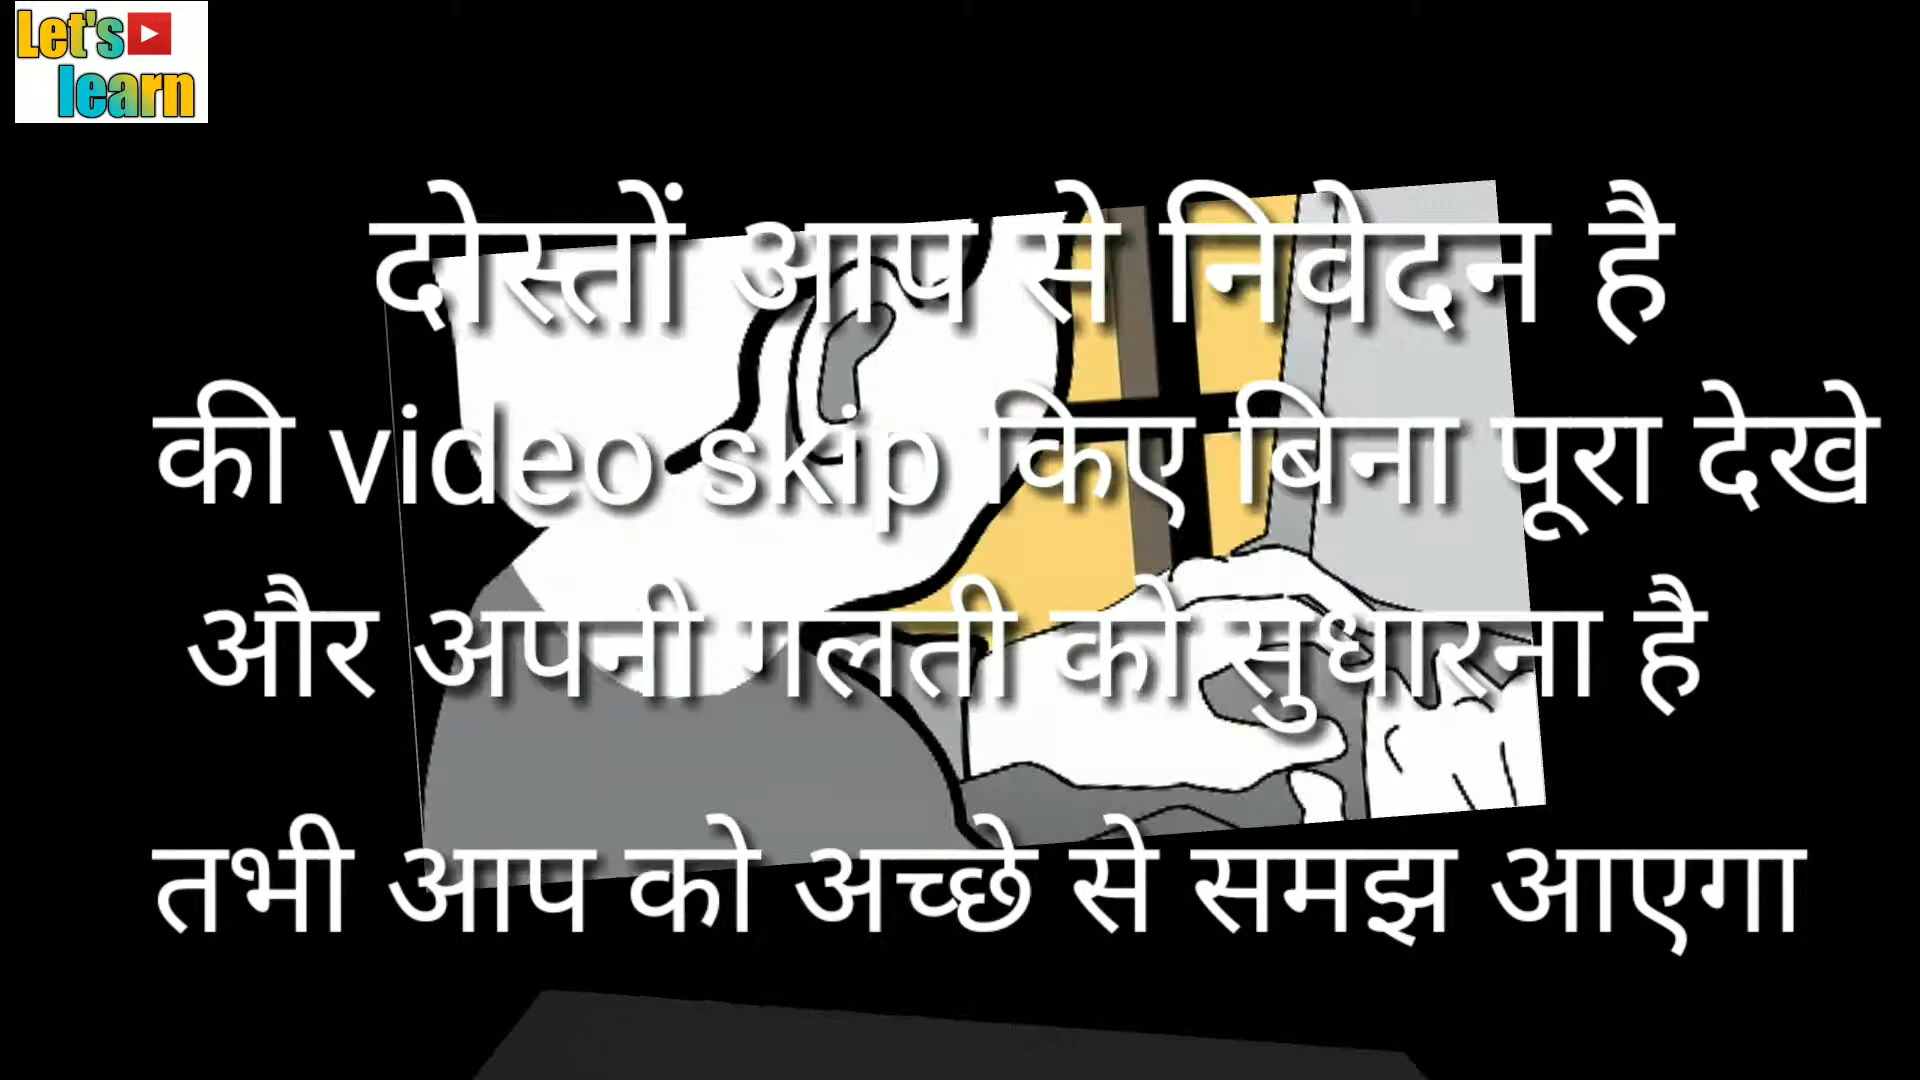 Let's
learn
दोस्तों आप से निवेदन है
की video skip किए बिना पूरा देखे
और अपनी गलती को सुधारना है
तभी आप को अच्छे से समझ आएगा